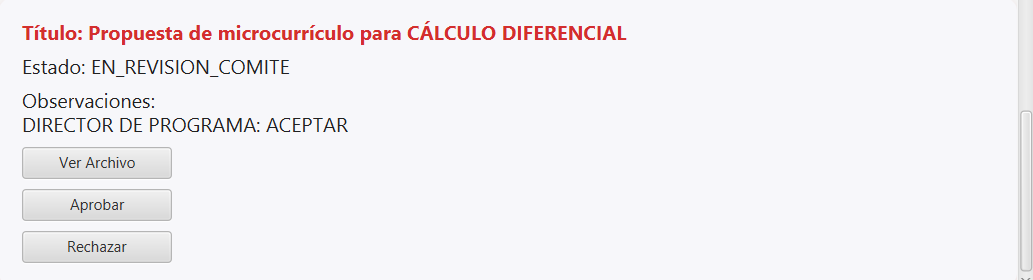 Título: Propuesta de microcurrículo para CÁLCULO DIFERENCIAL
Estado: EN_REVISION_COMITE
Observaciones:
DIRECTOR DE PROGRAMA: ACEPTAR
Ver Archivo
Aprobar
Rechazar